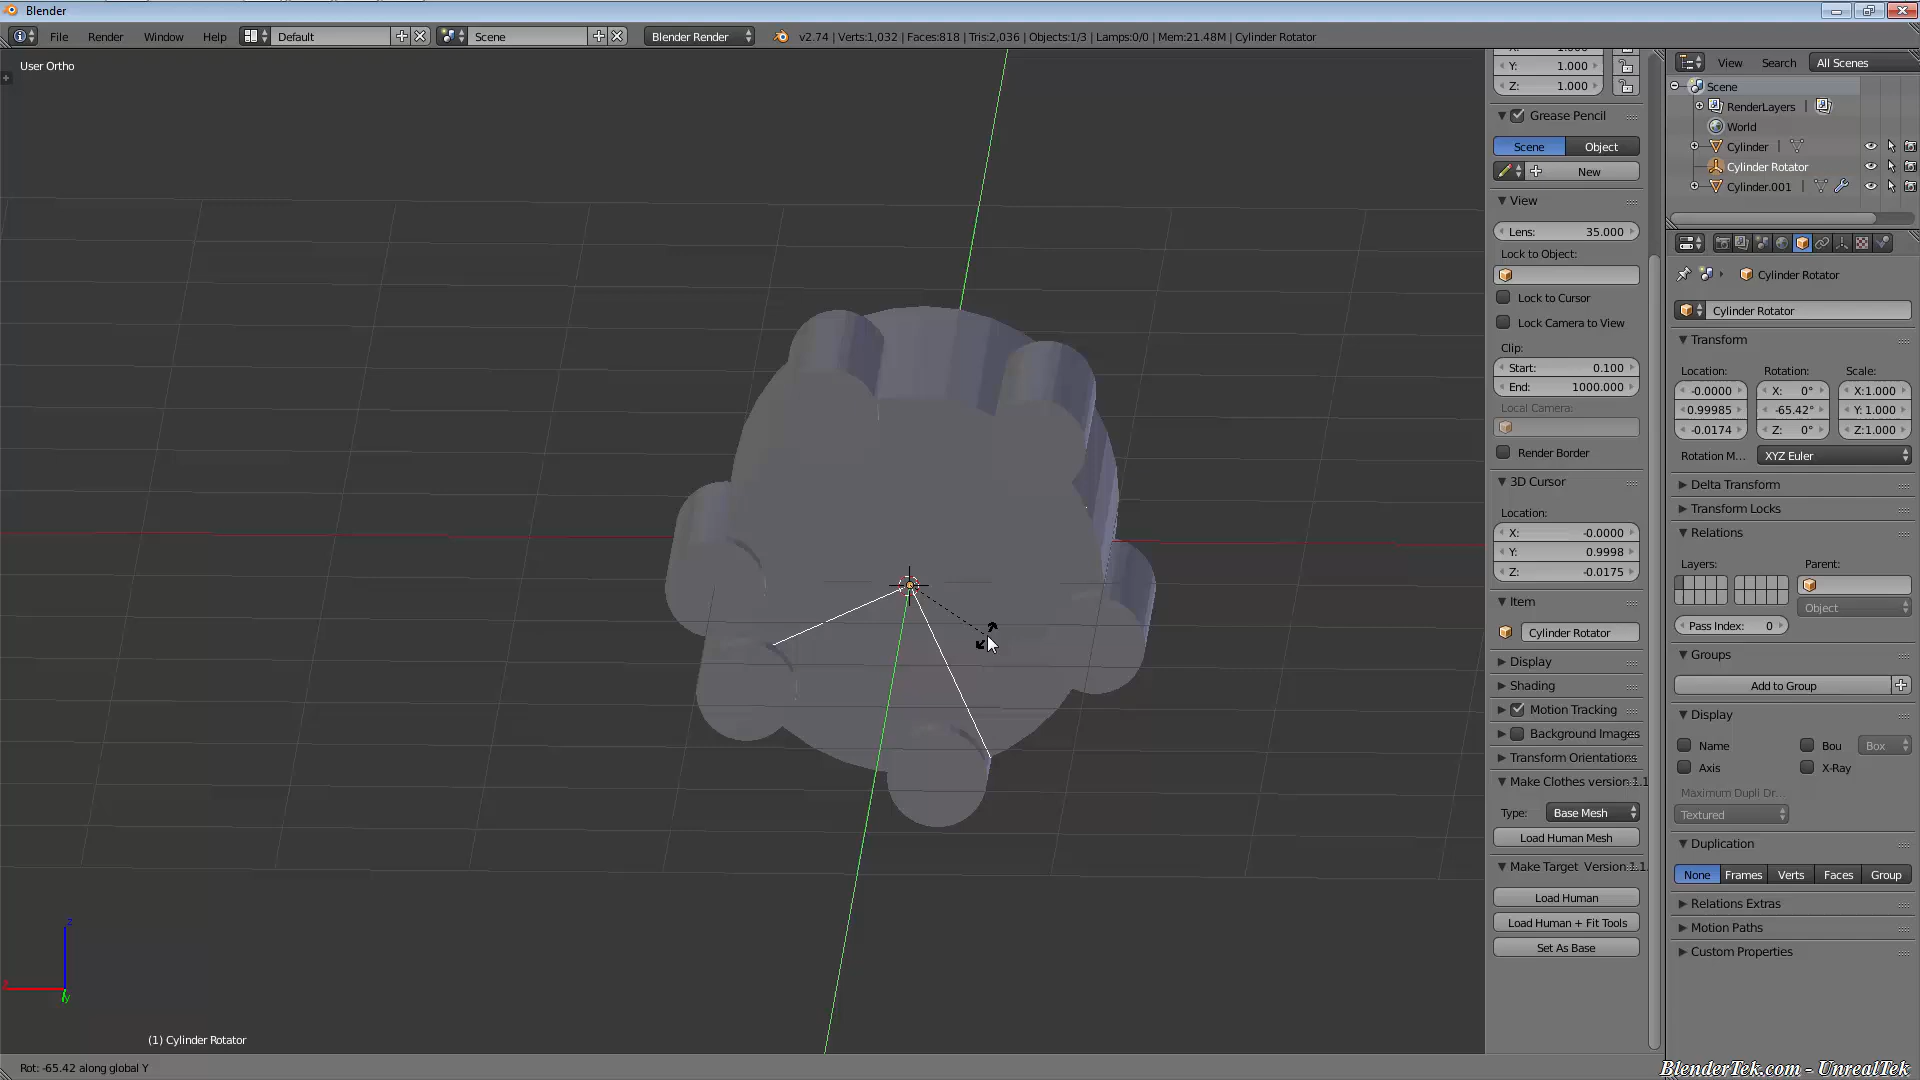 Blender
File Render Window Help Default Scene Blender Render v2.74 | Verts:1,032 | Faces:818 | Tris:2,036 | Objects:1/3 | Lamps:0/0 | Mem:21.48M | Cylinder Rotator
User Ortho
Y: 1.000
Z: 1.000
Grease Pencil
Scene Object
New
View
Lens: 35.000
Lock to Object:
Lock to Cursor
Lock Camera to View
Clip:
Start: 0.100
End: 1000.000
Local Camera:
Render Border
3D Cursor
Location:
X: -0.0000
Y: 0.9998
Z: -0.0175
Item
Cylinder Rotator
Display
Shading
Motion Tracking
Background Images
Transform Orientations
Make Clothes version 1.1
Type: Base Mesh
Load Human Mesh
Make Target Version 1.1
Load Human
Load Human + Fit Tools
Set As Base
View Search All Scenes
Scene
RenderLayers |
World
Cylinder |
Cylinder Rotator
Cylinder.001 |
Cylinder Rotator
Cylinder Rotator
Transform
Location: Rotation: Scale:
-0.0000 X: 0° X:1.000
0.99985 -65.42° Y: 1.000
-0.0174 Z: 0° Z:1.000
Rotation M... XYZ Euler
Delta Transform
Transform Locks
Relations
Layers: Parent:
Object
Pass Index: 0
Groups
Add to Group
Display
Name Bou Box
Axis X-Ray
Maximum Dupli Dr...
Textured
Duplication
None Frames Verts Faces Group
Relations Extras
Motion Paths
Custom Properties
z
y
(1) Cylinder Rotator
Rot: -65.42 along global Y
BlenderTek.com - UnrealTek